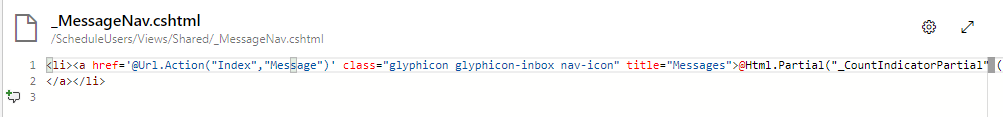 _MessageNav.cshtml
/ScheduleUsers/Views/Shared/_MessageNav.cshtml
1 <li><a href='@Url.Action("Index","Message")' class="glyphicon glyphicon-inbox nav-icon" title="Messages">@Html.Partial("_CountIndicatorPartial" (
2 </a></li>
3